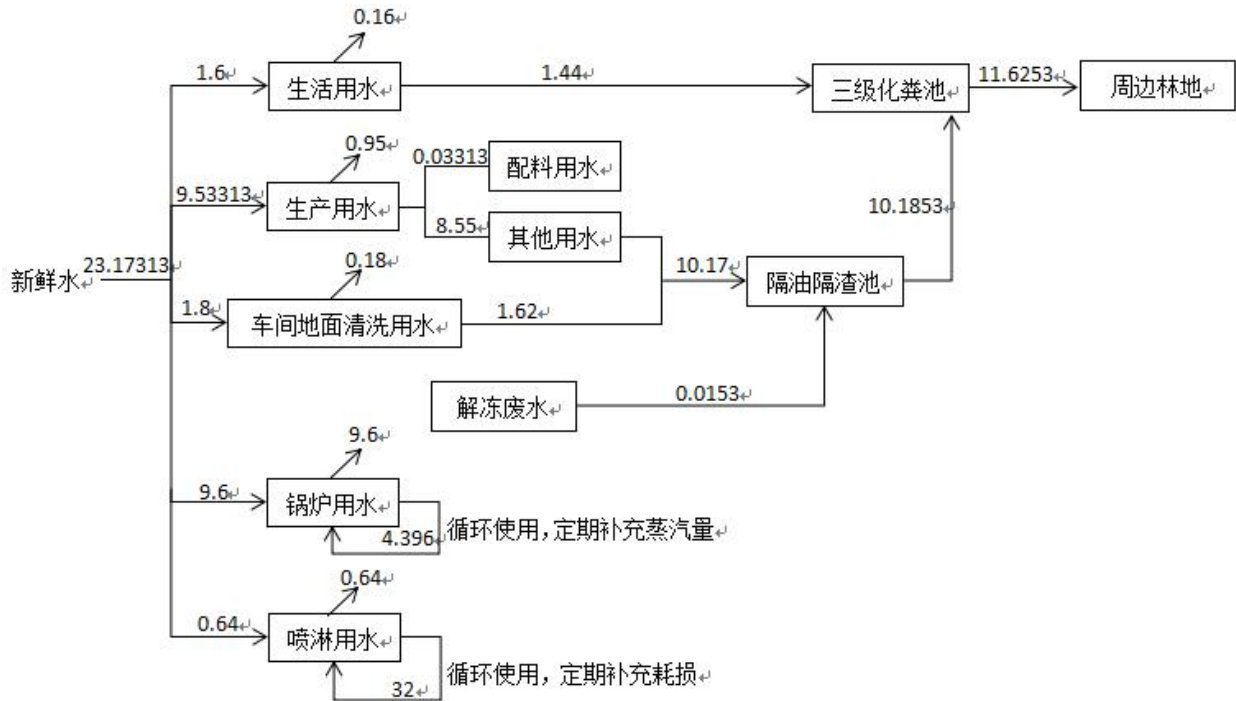 0.16
1.6
生活用水
1.44
三级化粪池
11.6253
周边林地
0.95
0.03313
配料用水
9.53313
生产用水
8.55
其他用水
10.1853
新鲜水
23.17313
0.18
10.17
隔油隔渣池
1.8
车间地面清洗用水
1.62
解冻废水
0.0153
9.6
9.6
锅炉用水
4.396
循环使用，定期补充蒸汽量
0.64
0.64
喷淋用水
32
循环使用，定期补充耗损